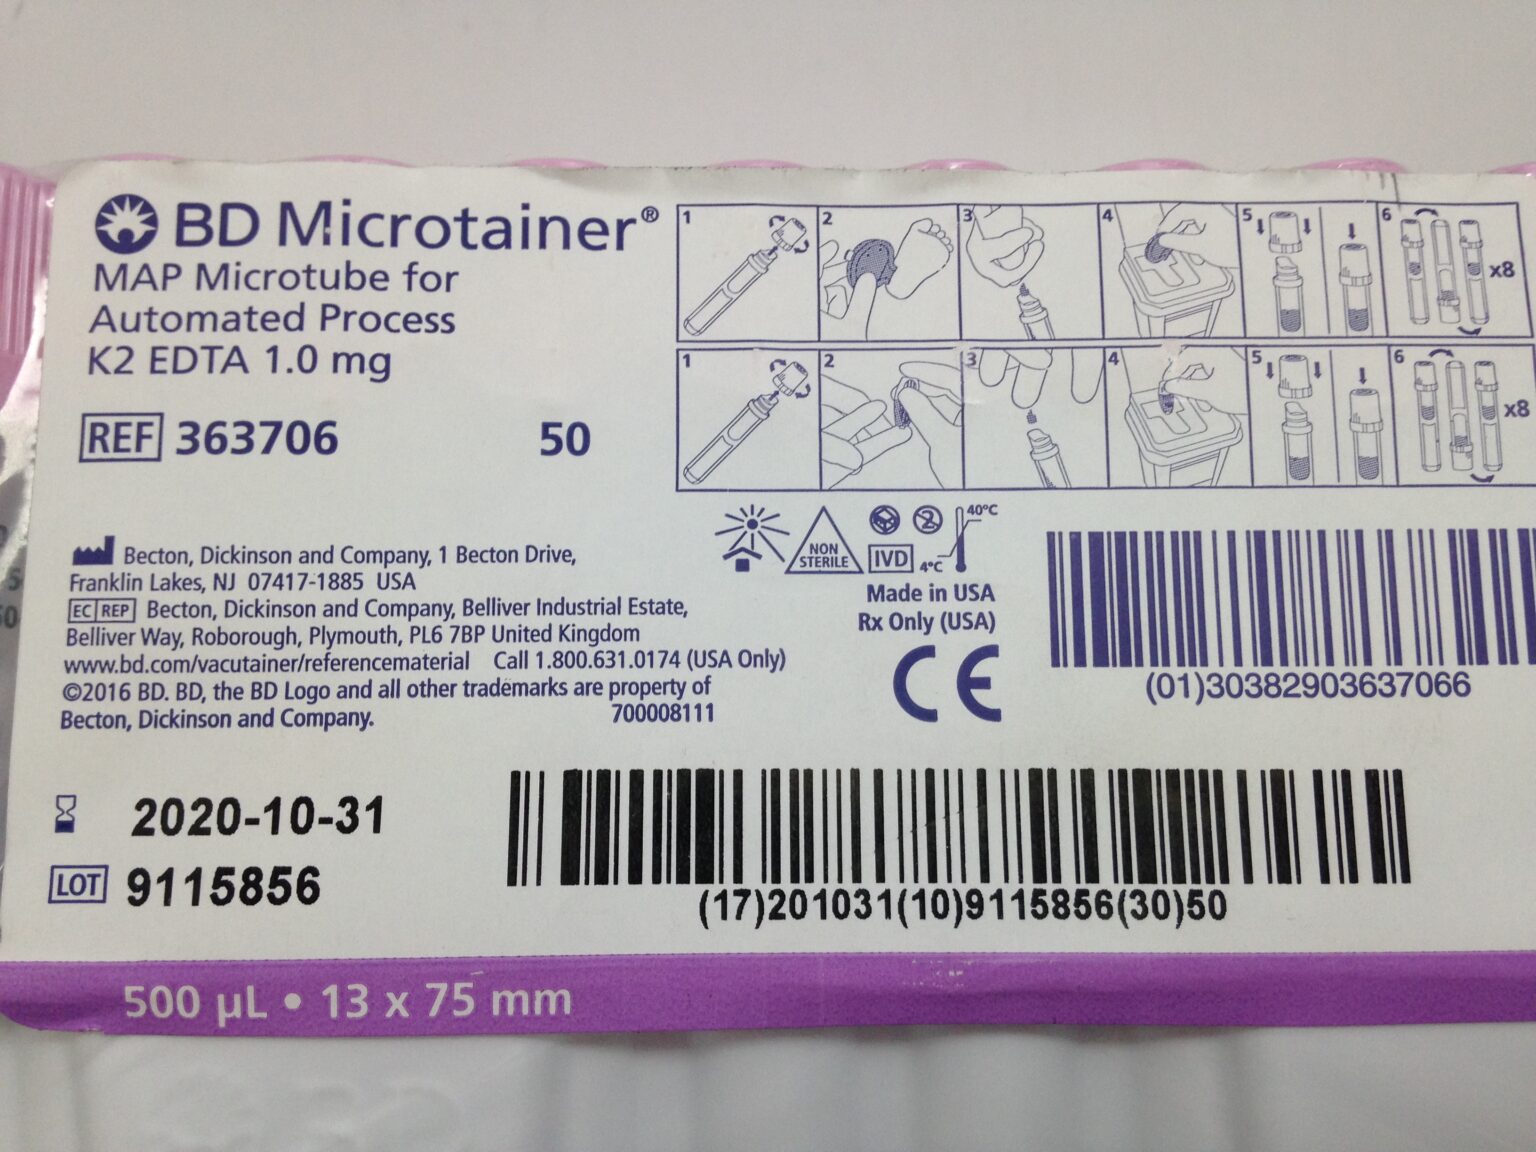 BD Microtainer®
MAP Microtube for
Automated Process
K2 EDTA 1.0 mg
REF 363706 50
1 2 3 4 5 6
x8
1 2 3 4 5 6
x8
NON
STERILE
2
IVD
4°C
40°C
Made in USA
Rx Only (USA)
CE
Becton, Dickinson and Company, 1 Becton Drive,
Franklin Lakes, NJ 07417-1885 USA
EC REP Becton, Dickinson and Company, Belliver Industrial Estate,
Belliver Way, Roborough, Plymouth, PL6 7BP United Kingdom
www.bd.com/vacutainer/referencematerial Call 1.800.631.0174 (USA Only)
©2016 BD. BD, the BD Logo and all other trademarks are property of
Becton, Dickinson and Company. 700008111
(01)30382903637066
2020-10-31
LOT 9115856
(17)201031(10)9115856(30)50
500 µL • 13 x 75 mm